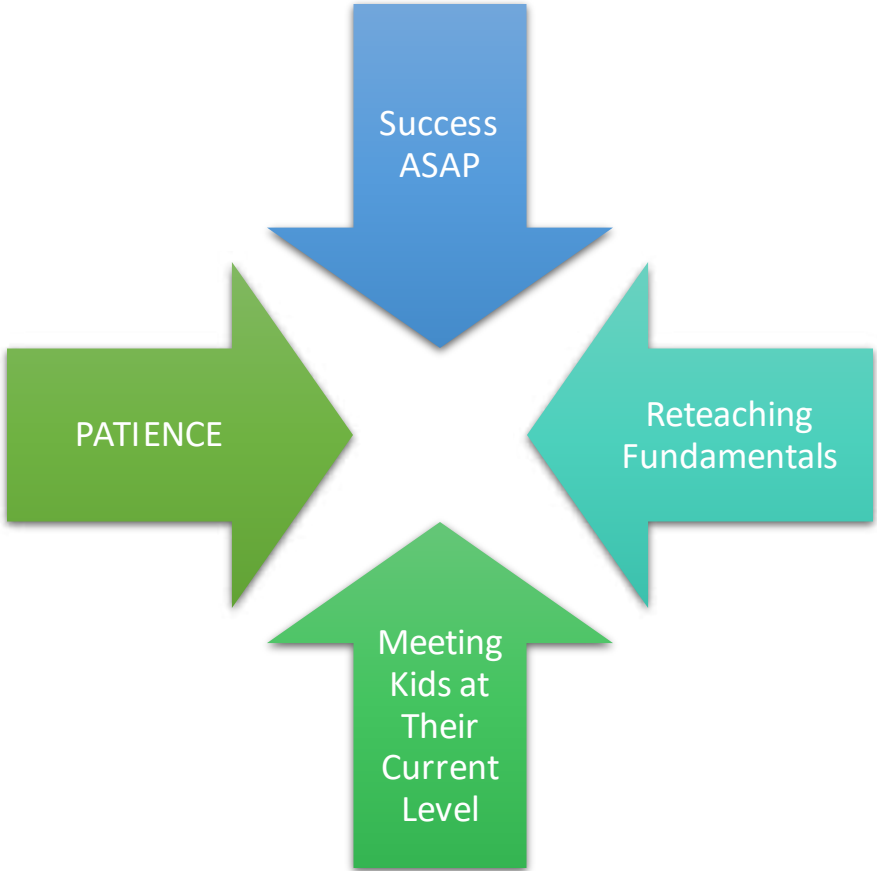 Success
ASAP
PATIENCE
Reteaching
Fundamentals
Meeting
Kids at
Their
Current
Level